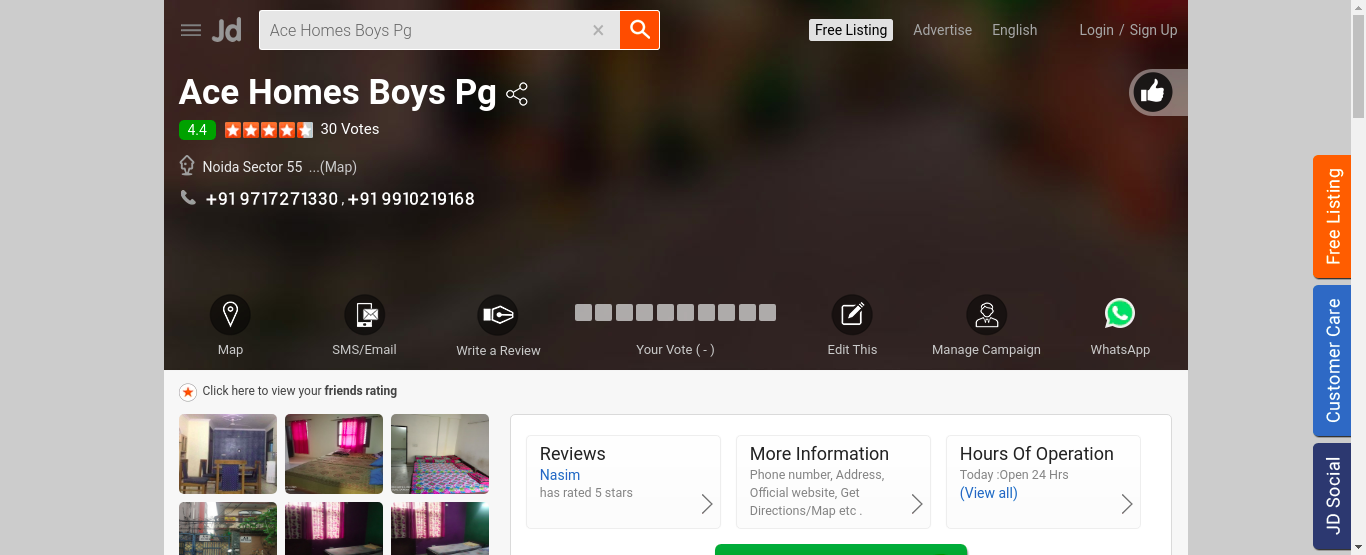 Jd
Ace Homes Boys Pg
Free Listing
Advertise
English
Login / Sign Up
Ace Homes Boys Pg
4.4
30 Votes
Noida Sector 55 ...(Map)
+91 9717271330 , +91 9910219168
Map
SMS/Email
Write a Review
Your Vote ( - )
Edit This
Manage Campaign
WhatsApp
Click here to view your friends rating
Reviews
Nasim
has rated 5 stars
More Information
Phone number, Address,
Official website, Get
Directions/Map etc .
Hours Of Operation
Today :Open 24 Hrs
(View all)
Free Listing
Customer Care
JD Social